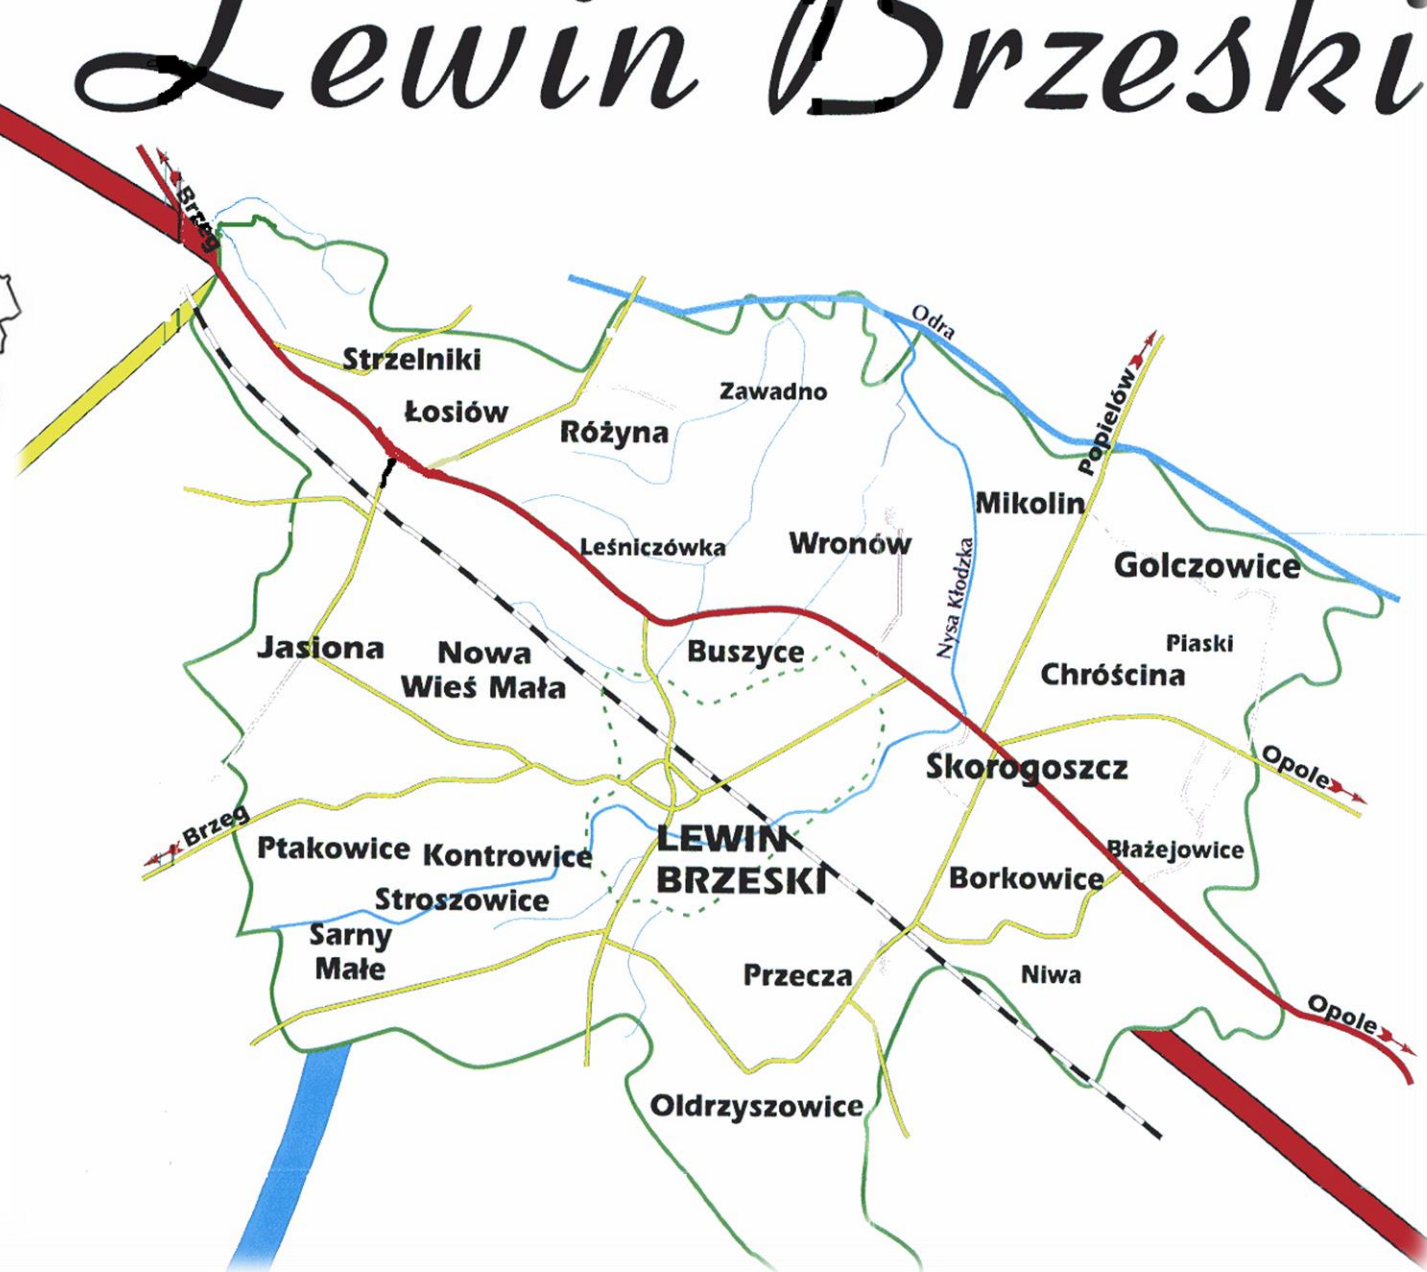 Lewin Brzeski
Brzeg
Odra
Strzelniki
Zawadno
Łosiów
Różyna
Popielów
Mikolin
Leśniczówka
Wronów
Golczowice
Nysa Kłodzka
Jasiona
Nowa
Wieś Mała
Buszyce
Piaski
Chróścina
Skorogoszcz
Opole
Brzeg
Ptakowice
Kontrowice
LEWIN
BRZESKI
Błażejowice
Borkowice
Stroszowice
Sarny
Małe
Przecza
Niwa
Opole
Oldrzyszowice